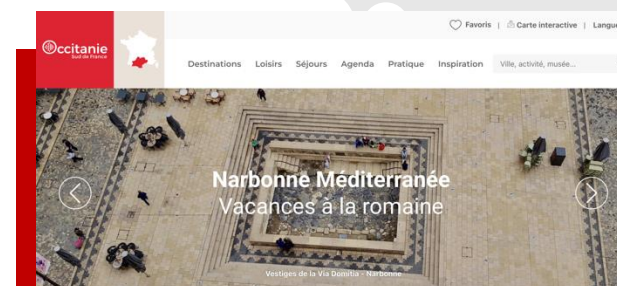 Favoris | Carte interactive | Langue
Occitanie
Sud de France
Destinations Loisirs Séjours Agenda Pratique Inspiration Ville, activité, musée...
Narbonne Méditerranée
Vacances à la romaine
Vestiges de la Via Domitia - Narbonne